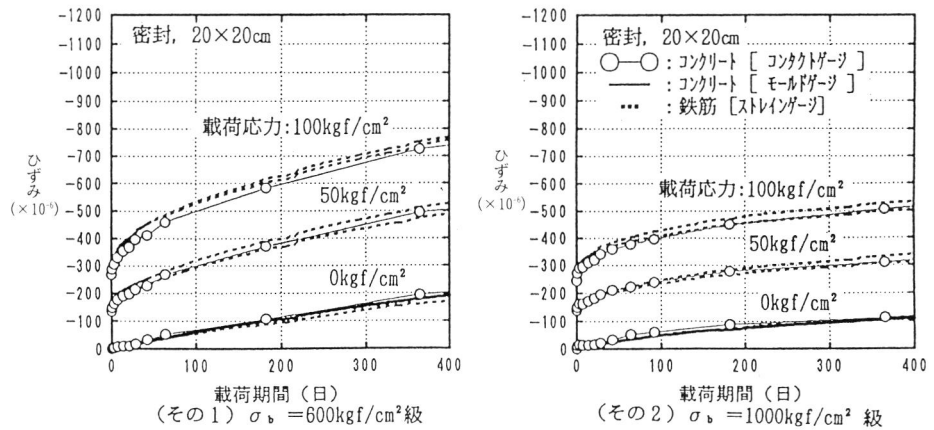 密封, 20×20cm
載荷応力:100kgf/cm²
50kgf/cm²
0kgf/cm²
-1200
-1100
-1000
-900
-800
-700
-600
-500
-400
-300
-200
-100
0
ひずみ
(×10⁻⁶)
0 100 200 300 400
載荷期間(日)
(その1) σb =600kgf/cm²級
密封, 20×20cm
:コンクリート [ コンタクトゲージ ]
:コンクリート [ モールドゲージ ]
:鉄筋 [ストレインゲージ]
載荷応力:100kgf/cm²
50kgf/cm²
0kgf/cm²
-1200
-1100
-1000
-900
-800
-700
-600
-500
-400
-300
-200
-100
0
ひずみ
(×10⁻⁶)
0 100 200 300 400
載荷期間(日)
(その2) σb =1000kgf/cm² 級